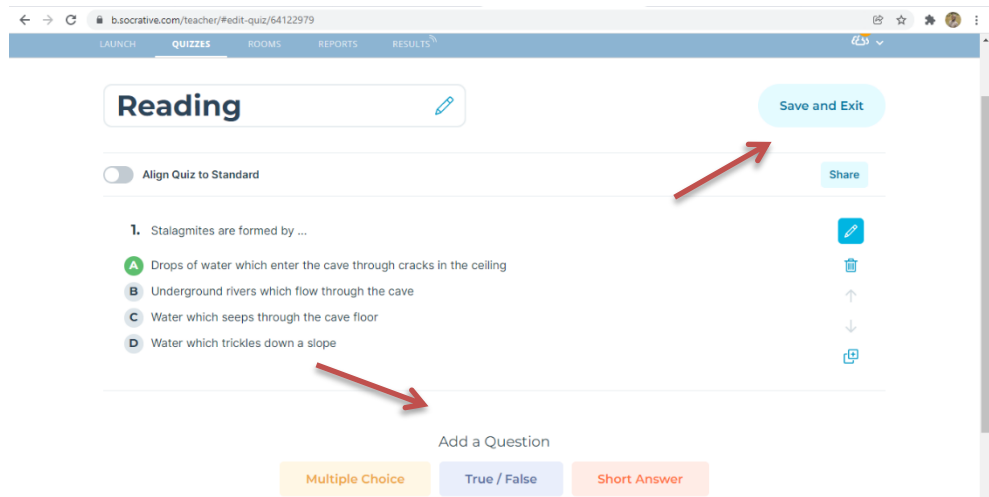 b.socrative.com/teacher/#edit-quiz/64122979
LAUNCH QUIZZES ROOMS REPORTS RESULTS
Reading
Save and Exit
Align Quiz to Standard
Share
1. Stalagmites are formed by ...
A Drops of water which enter the cave through cracks in the ceiling
B Underground rivers which flow through the cave
C Water which seeps through the cave floor
D Water which trickles down a slope
Add a Question
Multiple Choice True / False Short Answer